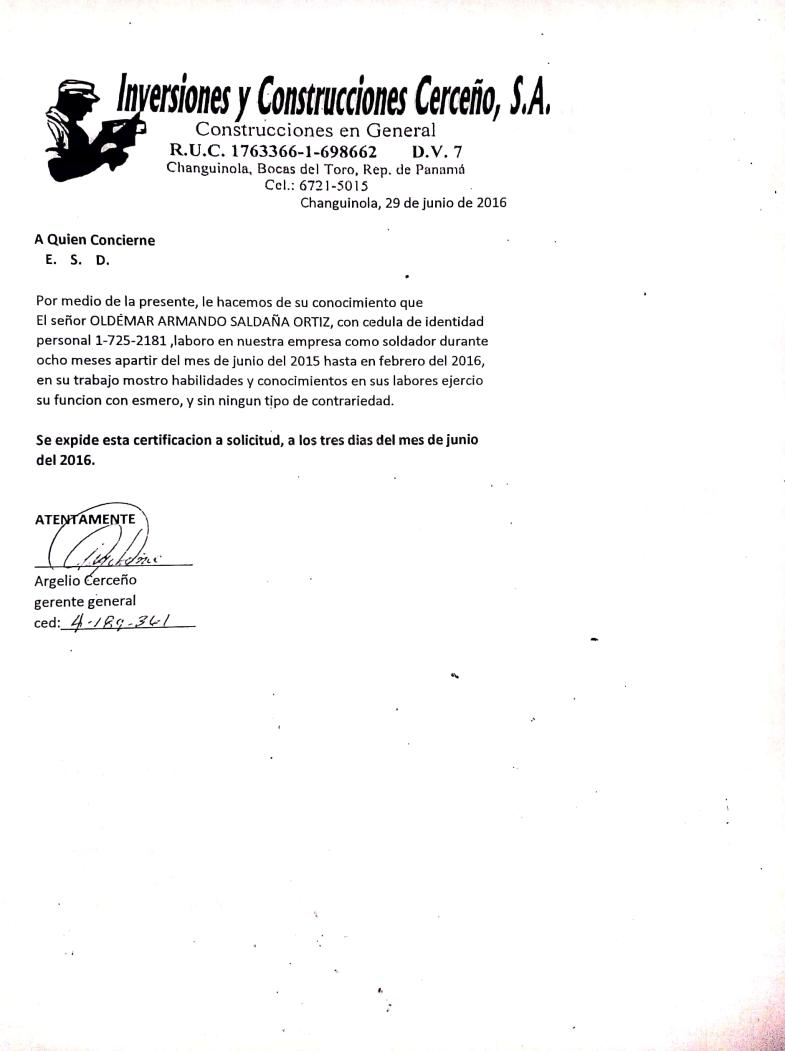 Inversiones y Construcciones Cerceño, S.A.
Construcciones en General
R.U.C. 1763366-1-698662 D.V. 7
Changuinola, Bocas del Toro, Rep. de Panamá
Cel.: 6721-5015
Changuinola, 29 de junio de 2016
A Quien Concierne
E. S. D.
Por medio de la presente, le hacemos de su conocimiento que
El señor OLDÉMAR ARMANDO SALDAÑA ORTIZ, con cedula de identidad
personal 1-725-2181 ,laboro en nuestra empresa como soldador durante
ocho meses apartir del mes de junio del 2015 hasta en febrero del 2016,
en su trabajo mostro habilidades y conocimientos en sus labores ejercio
su funcion con esmero, y sin ningun tipo de contrariedad.
Se expide esta certificacion a solicitud, a los tres dias del mes de junio
del 2016.
ATENTAMENTE
Argelio Cerceño
gerente general
ced: 4-189-361